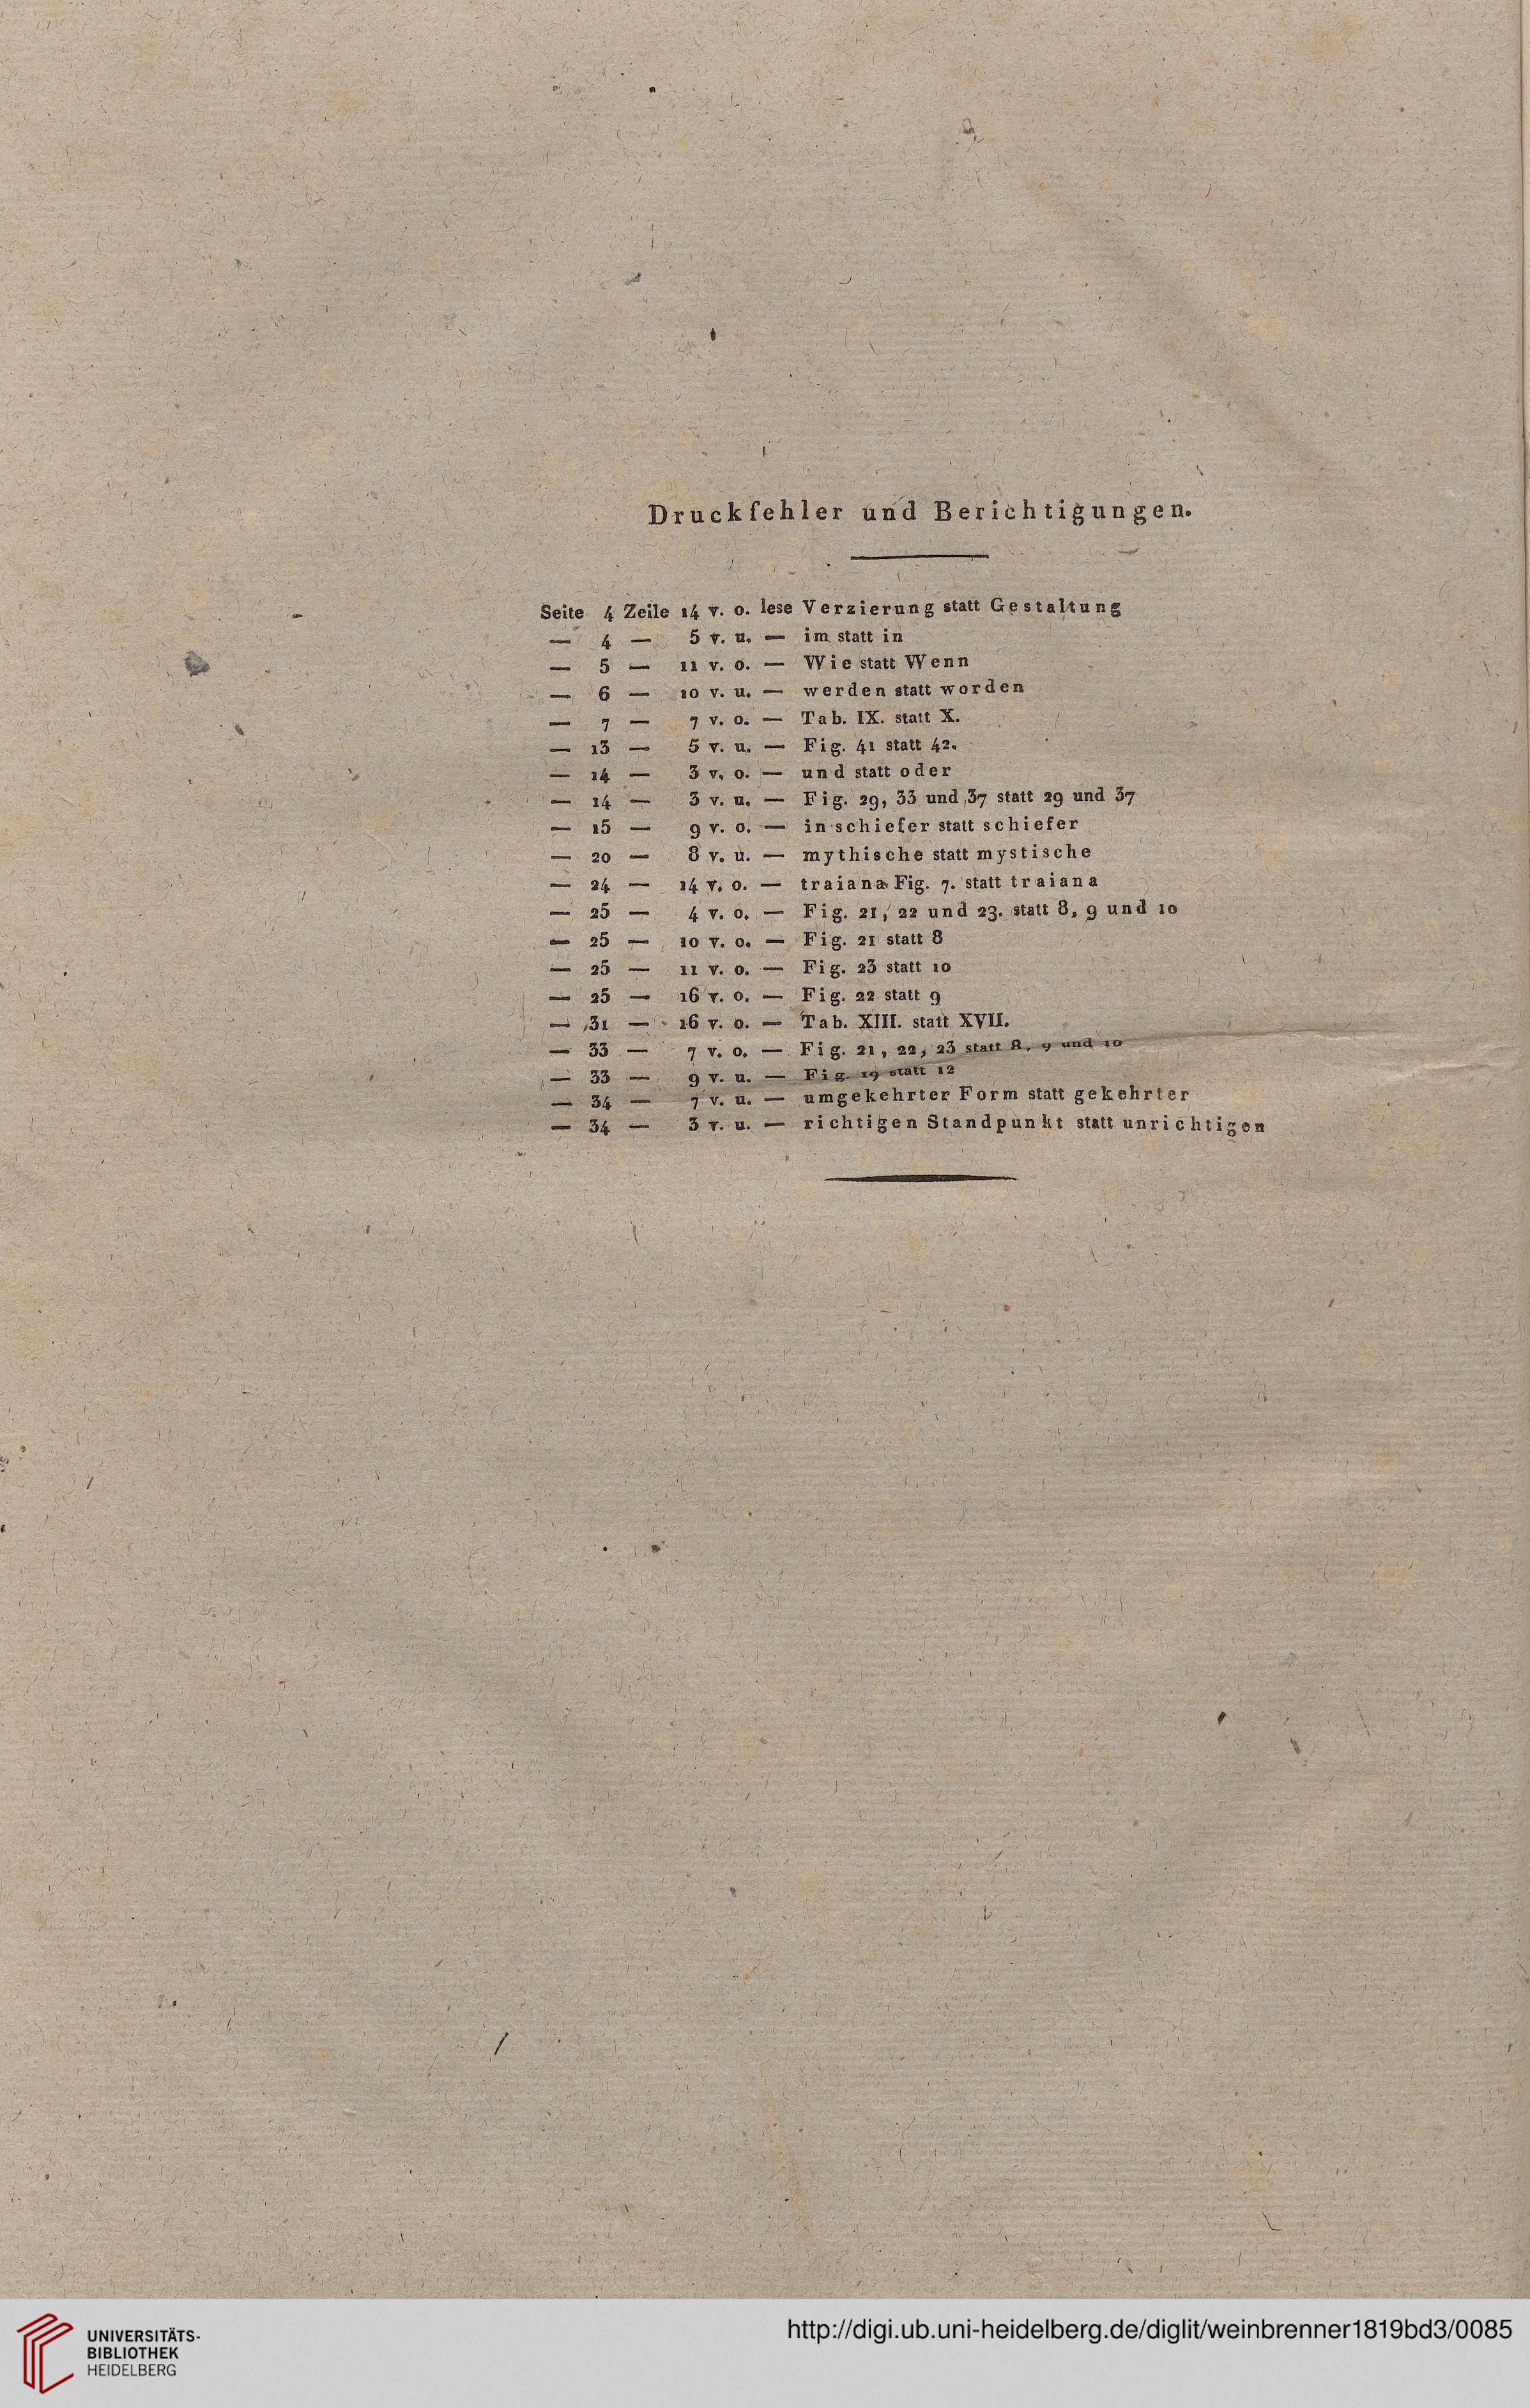 Druckfehler und Berichtigungen.
Seite 4 Zeile 14 v. o. lese Verzierung statt Gestaltung
— 4 — 5 v. u. — im statt in
— 5 — 11 v. o. — Wie statt Wenn
— 6 — 10 v. u. — werden statt worden
— 7 — 7 v. o. — Tab. IX. statt X.
— 13 — 5 v. u. — Fig. 41 statt 42.
— 14 — 3 v. o. — und statt oder
— 14 — 3 v. u. — Fig. 29, 33 und 37 statt 29 und 37
— 15 — 9 v. o. — in schiefer statt schiefer
— 20 — 8 v. u. — mythische statt mystische
— 24 — 14 v. o. — traiana Fig. 7. statt traiana
— 25 — 4 v. o. — Fig. 21, 22 und 23. statt 8, 9 und 10
— 25 — 10 v. o. — Fig. 21 statt 8
— 25 — 11 v. o. — Fig. 23 statt 10
— 25 — 16 v. o. — Fig. 22 statt 9
— 31 — 16 v. o. — Tab. XIII. statt XVII.
— 33 — 7 v. o. — Fig. 21, 22, 23 statt 8, 9 und 10
— 33 — 9 v. u. — Fig. 19 statt 12
— 34 — 7 v. u. — umgekehrter Form statt gekehrter
— 34 — 3 v. u. — richtigen Standpunkt statt unrichtigen
UNIVERSITÄTS-
BIBLIOTHEK
HEIDELBERG
http://digi.ub.uni-heidelberg.de/diglit/weinbrenner1819bd3/0085